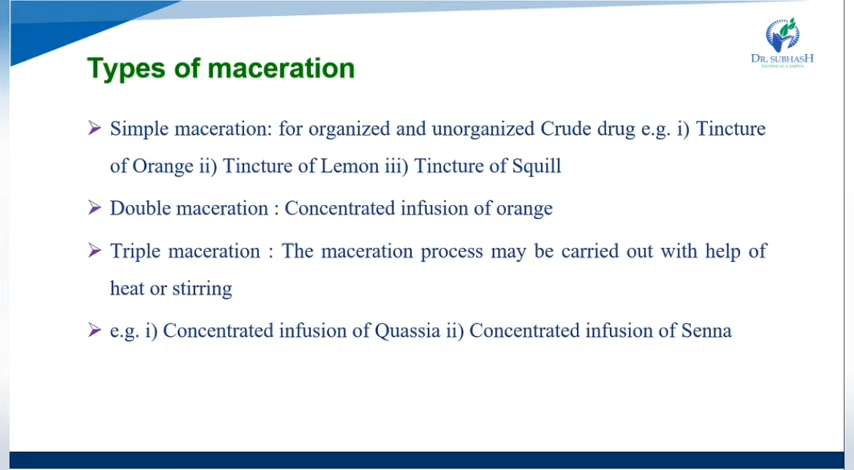 DR. SUBHASH
TECHNICAL CAMPUS
Types of maceration
➢ Simple maceration: for organized and unorganized Crude drug e.g. i) Tincture
of Orange ii) Tincture of Lemon iii) Tincture of Squill
➢ Double maceration : Concentrated infusion of orange
➢ Triple maceration : The maceration process may be carried out with help of
heat or stirring
➢ e.g. i) Concentrated infusion of Quassia ii) Concentrated infusion of Senna